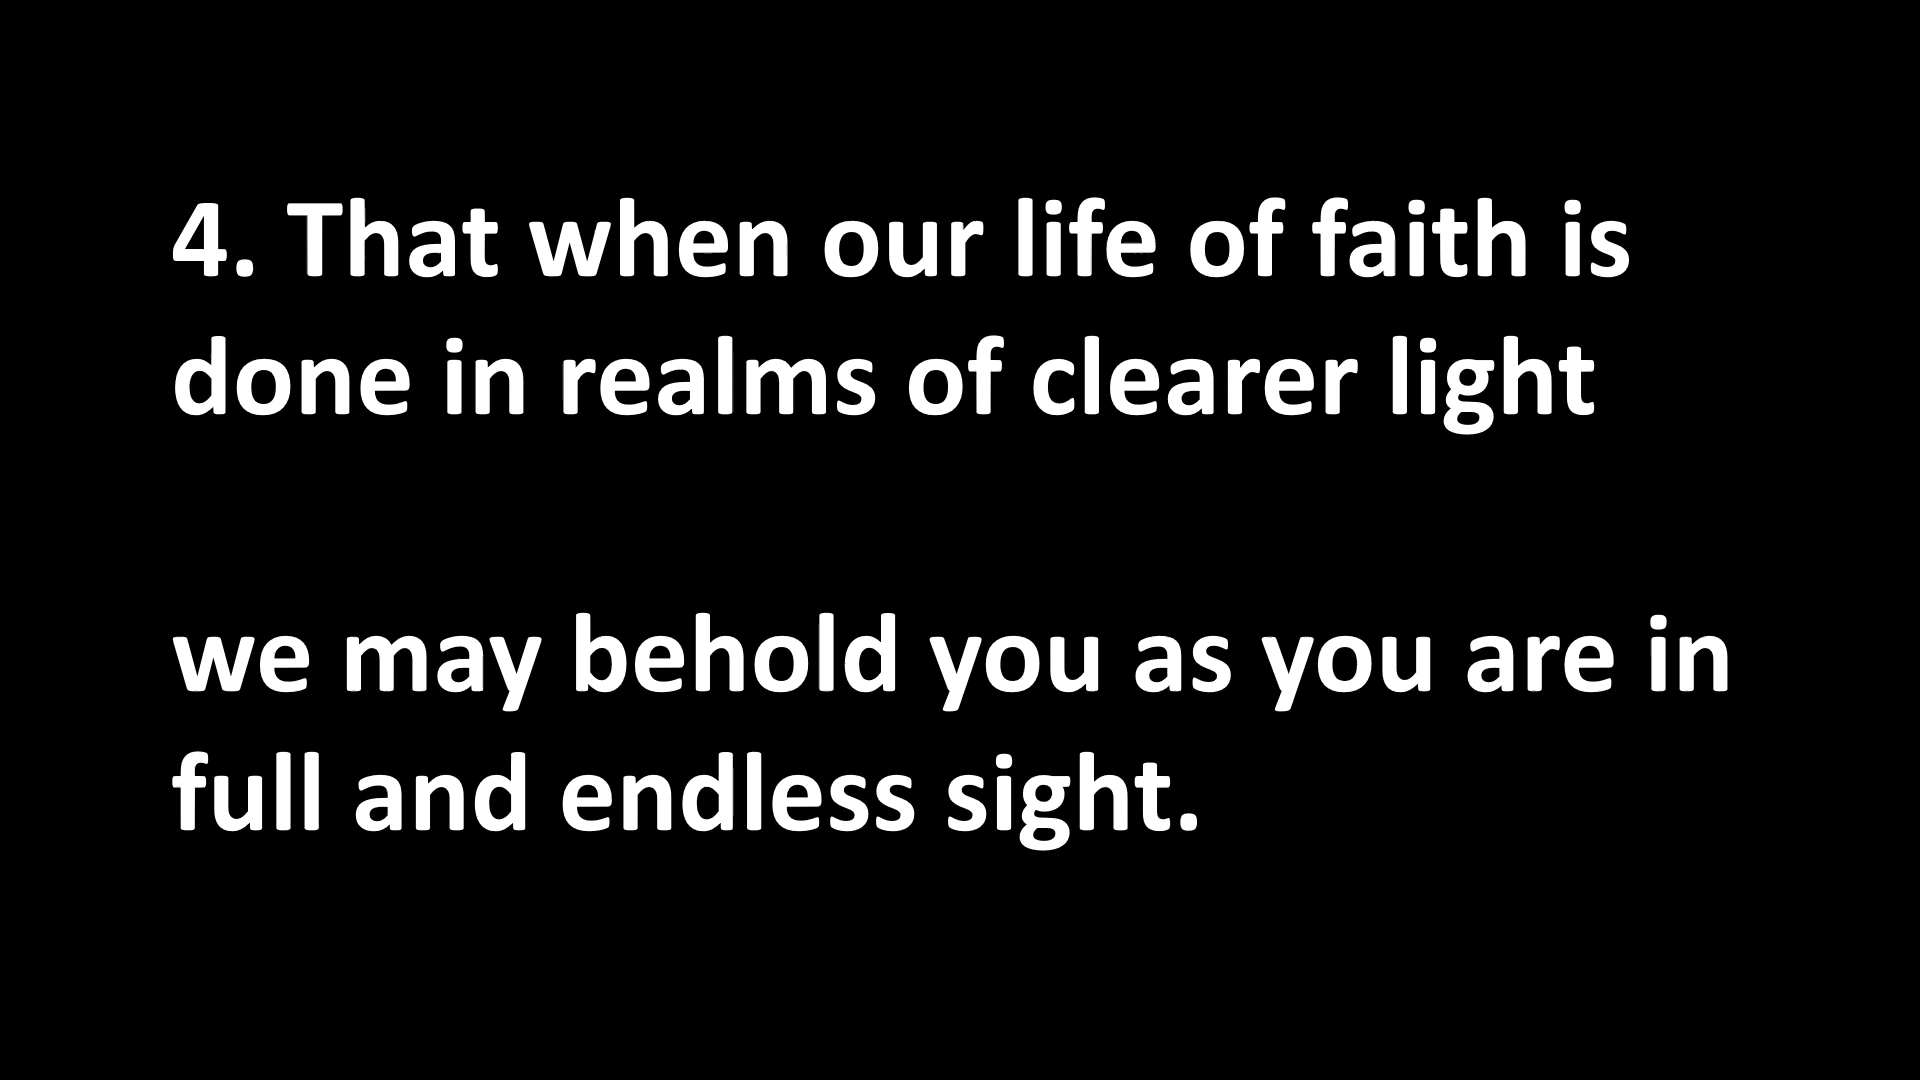 4. That when our life of faith is
done in realms of clearer light
we may behold you as you are in
full and endless sight.